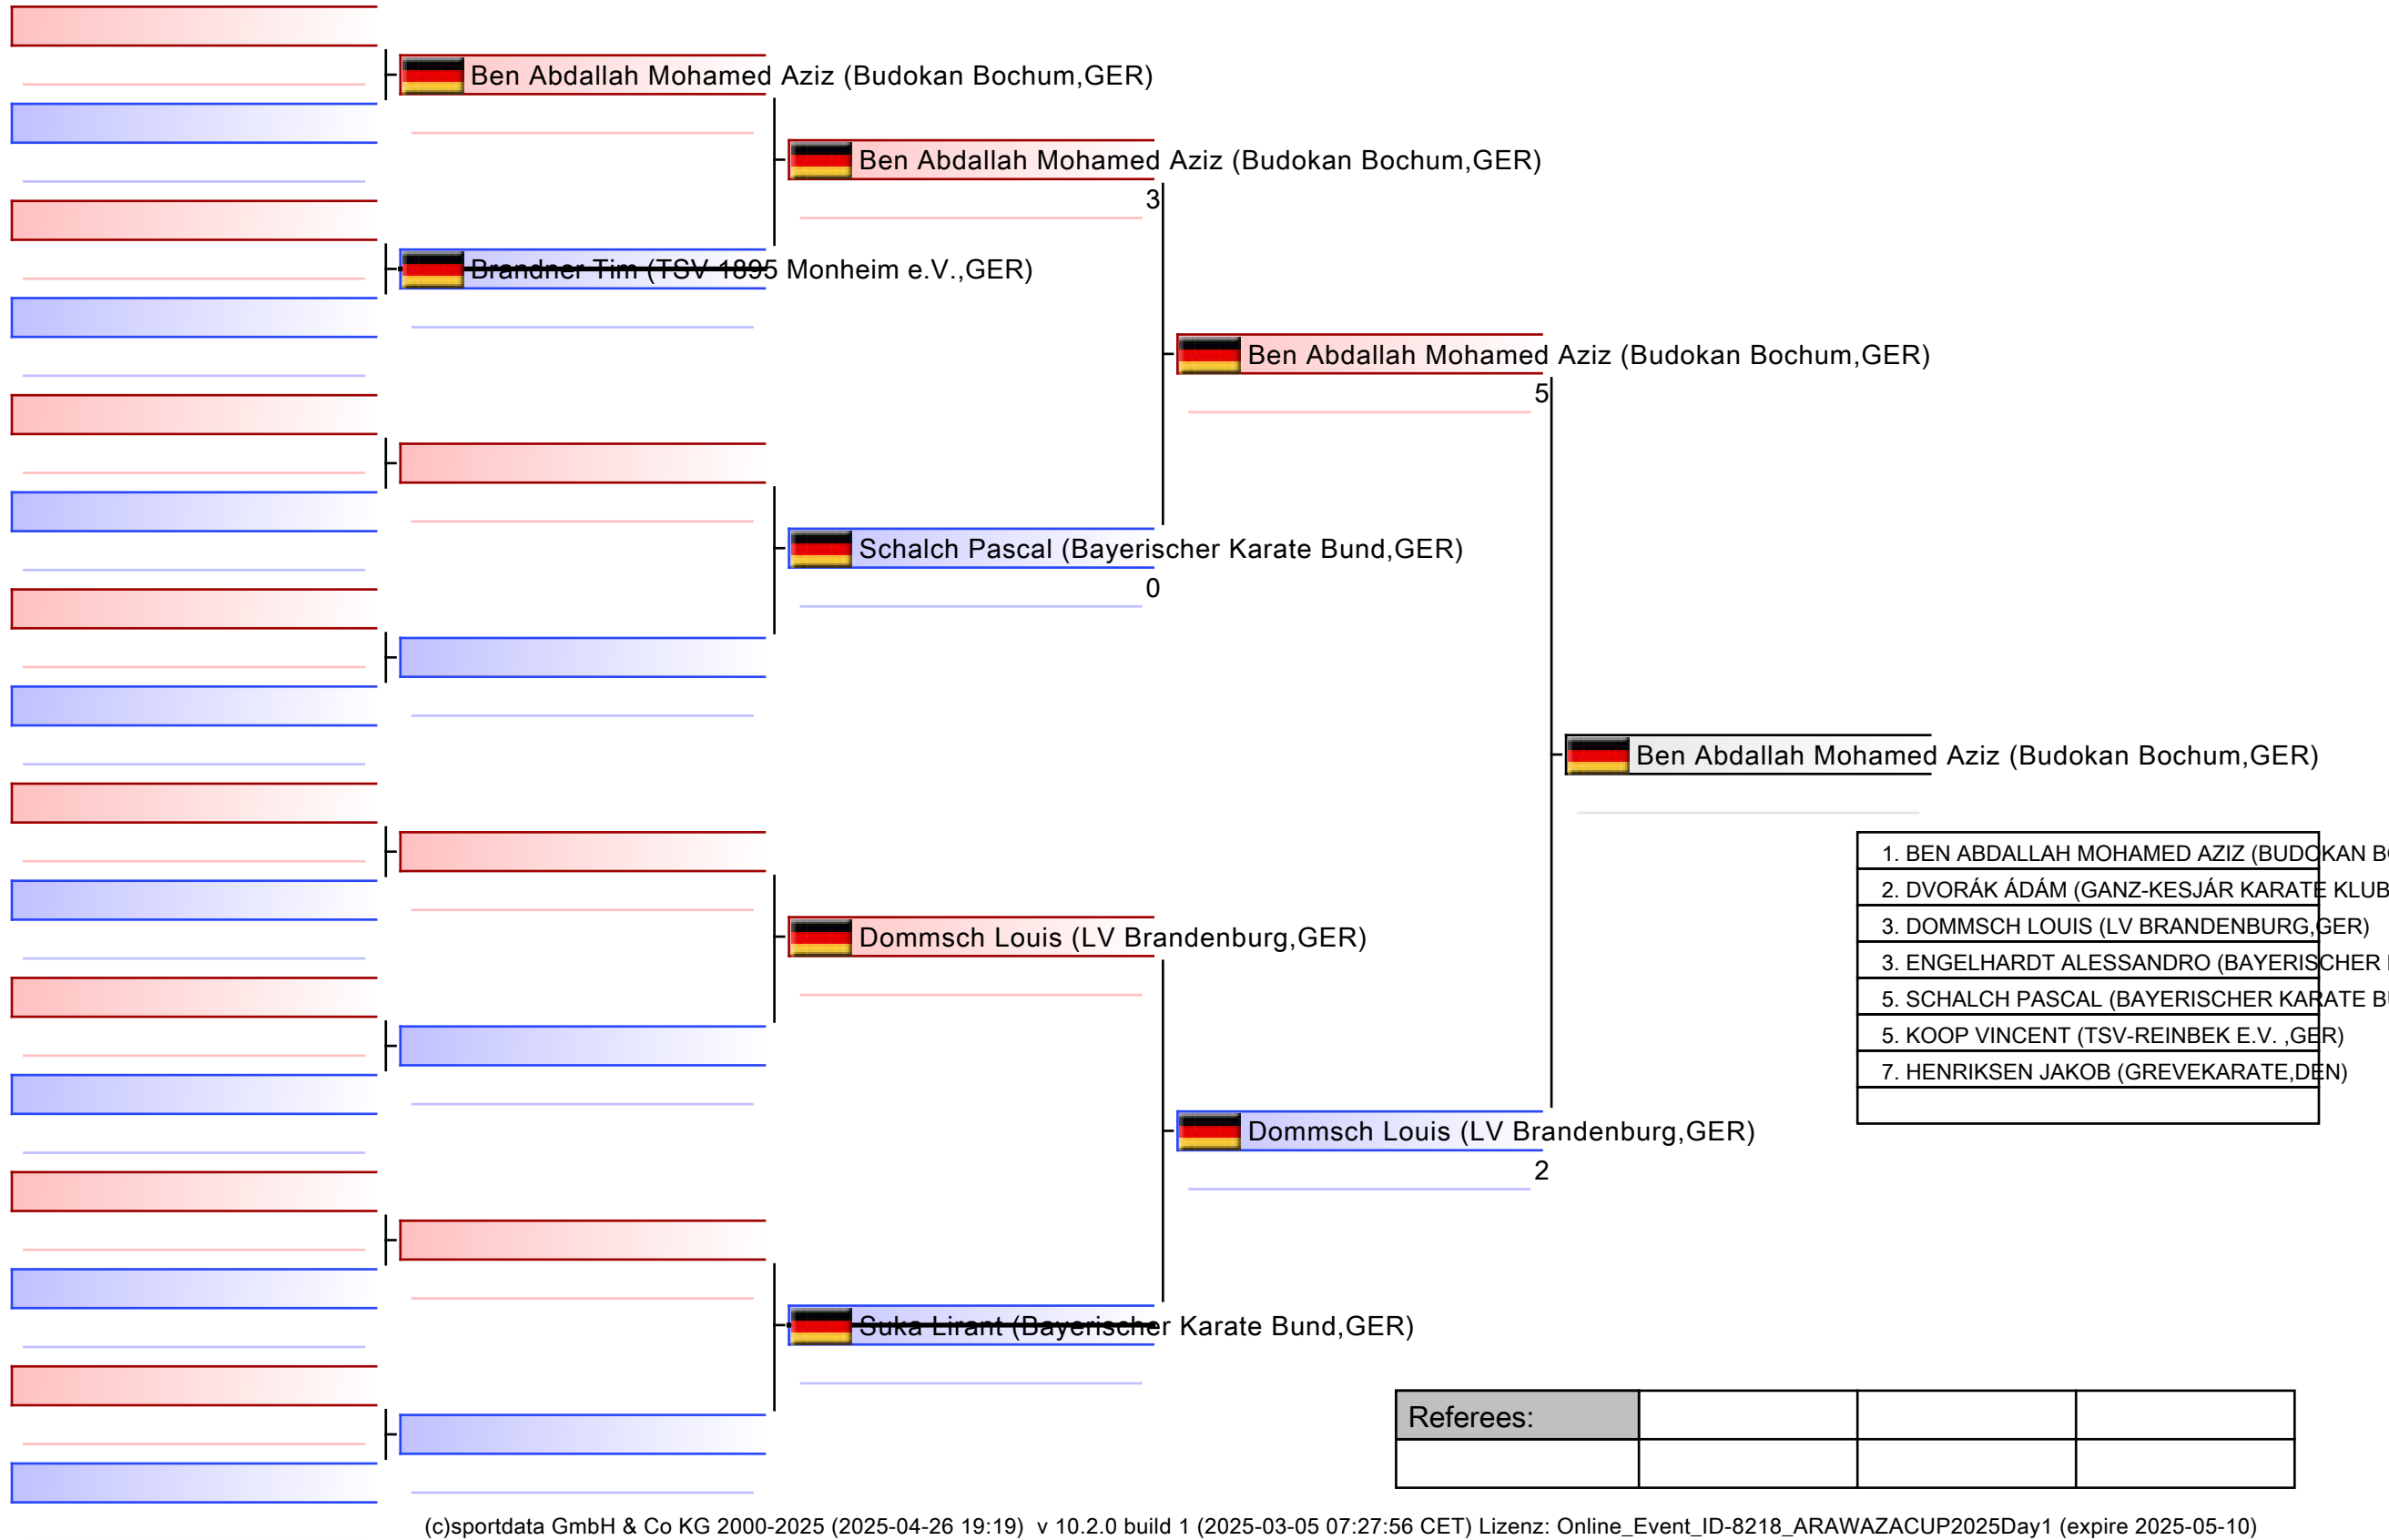 Ben Abdallah Mohamed Aziz (Budokan Bochum,GER)
Ben Abdallah Mohamed Aziz (Budokan Bochum,GER)
3
Brandner Tim (TSV 1895 Monheim e.V.,GER)
Ben Abdallah Mohamed Aziz (Budokan Bochum,GER)
5
Schalch Pascal (Bayerischer Karate Bund,GER)
0
Ben Abdallah Mohamed Aziz (Budokan Bochum,GER)
1. BEN ABDALLAH MOHAMED AZIZ (BUDOKAN
2. DVORÁK ÁDÁM (GANZ-KESJÁR KARATE KLUB
3. DOMMSCH LOUIS (LV BRANDENBURG,GER)
3. ENGELHARDT ALESSANDRO (BAYERISCHER
5. SCHALCH PASCAL (BAYERISCHER KARATE
5. KOOP VINCENT (TSV-REINBEK E.V. ,GER)
7. HENRIKSEN JAKOB (GREVEKARATE,DEN)
Dommsch Louis (LV Brandenburg,GER)
Dommsch Louis (LV Brandenburg,GER)
2
Suka Lirant (Bayerischer Karate Bund,GER)
Referees:
(c)sportdata GmbH & Co KG 2000-2025 (2025-04-26 19:19) v 10.2.0 build 1 (2025-03-05 07:27:56 CET) Lizenz: Online_Event_ID-8218_ARAWAZACUP2025Day1 (expire 2025-05-10)